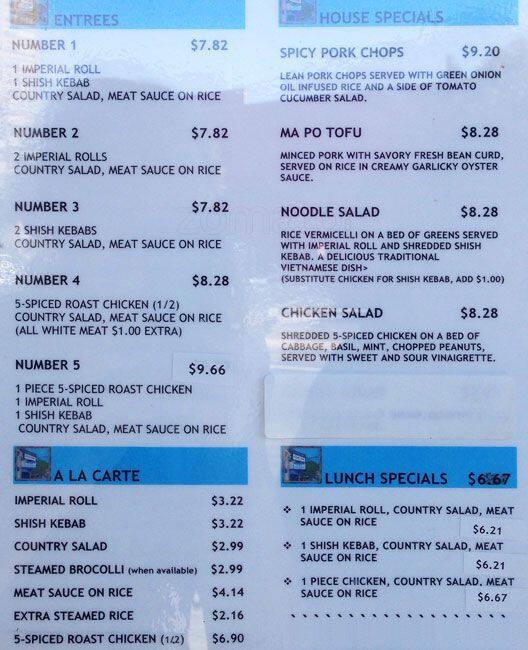 ENTREES
NUMBER 1 $7.82
1 IMPERIAL ROLL
1 SHISH KEBAB
COUNTRY SALAD, MEAT SAUCE ON RICE
NUMBER 2 $7.82
2 IMPERIAL ROLLS
COUNTRY SALAD, MEAT SAUCE ON RICE
NUMBER 3 $7.82
2 SHISH KEBABS
COUNTRY SALAD, MEAT SAUCE ON RICE
NUMBER 4 $8.28
5-SPICED ROAST CHICKEN (1/2)
COUNTRY SALAD, MEAT SAUCE ON RICE
(ALL WHITE MEAT $1.00 EXTRA)
NUMBER 5 $9.66
1 PIECE 5-SPICED ROAST CHICKEN
1 IMPERIAL ROLL
1 SHISH KEBAB
COUNTRY SALAD, MEAT SAUCE ON RICE
A LA CARTE
IMPERIAL ROLL $3.22
SHISH KEBAB $3.22
COUNTRY SALAD $2.99
STEAMED BROCOLLI (when available) $2.99
MEAT SAUCE ON RICE $4.14
EXTRA STEAMED RICE $2.16
5-SPICED ROAST CHICKEN (1/2) $6.90
HOUSE SPECIALS
SPICY PORK CHOPS $9.20
LEAN PORK CHOPS SERVED WITH GREEN ONION
OIL INFUSED RICE AND A SIDE OF TOMATO
CUCUMBER SALAD.
MA PO TOFU $8.28
MINCED PORK WITH SAVORY FRESH BEAN CURD,
SERVED ON RICE IN CREAMY GARLICKY OYSTER
SAUCE.
NOODLE SALAD $8.28
RICE VERMICELLI ON A BED OF GREENS SERVED
WITH IMPERIAL ROLL AND SHREDDED SHISH
KEBAB. A DELICIOUS TRADITIONAL
VIETNAMESE DISH>
(SUBSTITUTE CHICKEN FOR SHISH KEBAB, ADD $1.00)
CHICKEN SALAD $8.28
SHREDDED 5-SPICED CHICKEN ON A BED OF
CABBAGE, BASIL, MINT, CHOPPED PEANUTS,
SERVED WITH SWEET AND SOUR VINAIGRETTE.
LUNCH SPECIALS $6.67
❖ 1 IMPERIAL ROLL, COUNTRY SALAD, MEAT
SAUCE ON RICE
$6.21
❖ 1 SHISH KEBAB, COUNTRY SALAD, MEAT
SAUCE ON RICE
$6.21
❖ 1 PIECE CHICKEN, COUNTRY SALAD, MEAT
SAUCE ON RICE
$6.67